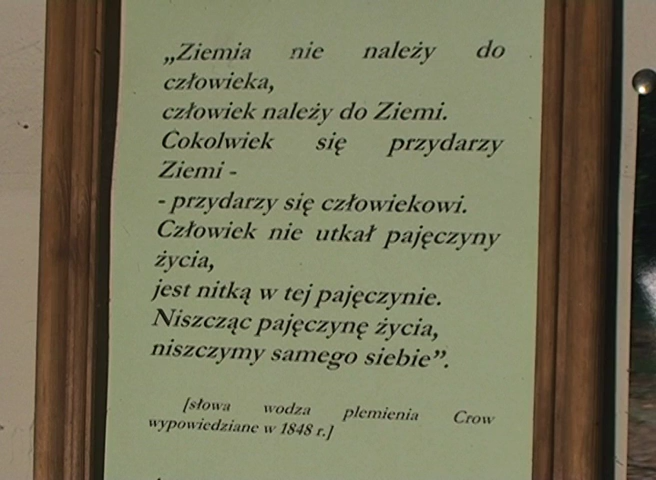 „Ziemia nie należy do
człowieka,
człowiek należy do Ziemi.
Cokolwiek się przydarzy
Ziemi -
- przydarzy się człowiekowi.
Człowiek nie utkał pajęczyny
życia,
jest nitką w tej pajęczynie.
Niszcząc pajęczynę życia,
niszczymy samego siebie”.
[słowa wodza plemienia Crow
wypowiedziane w 1848 r.]